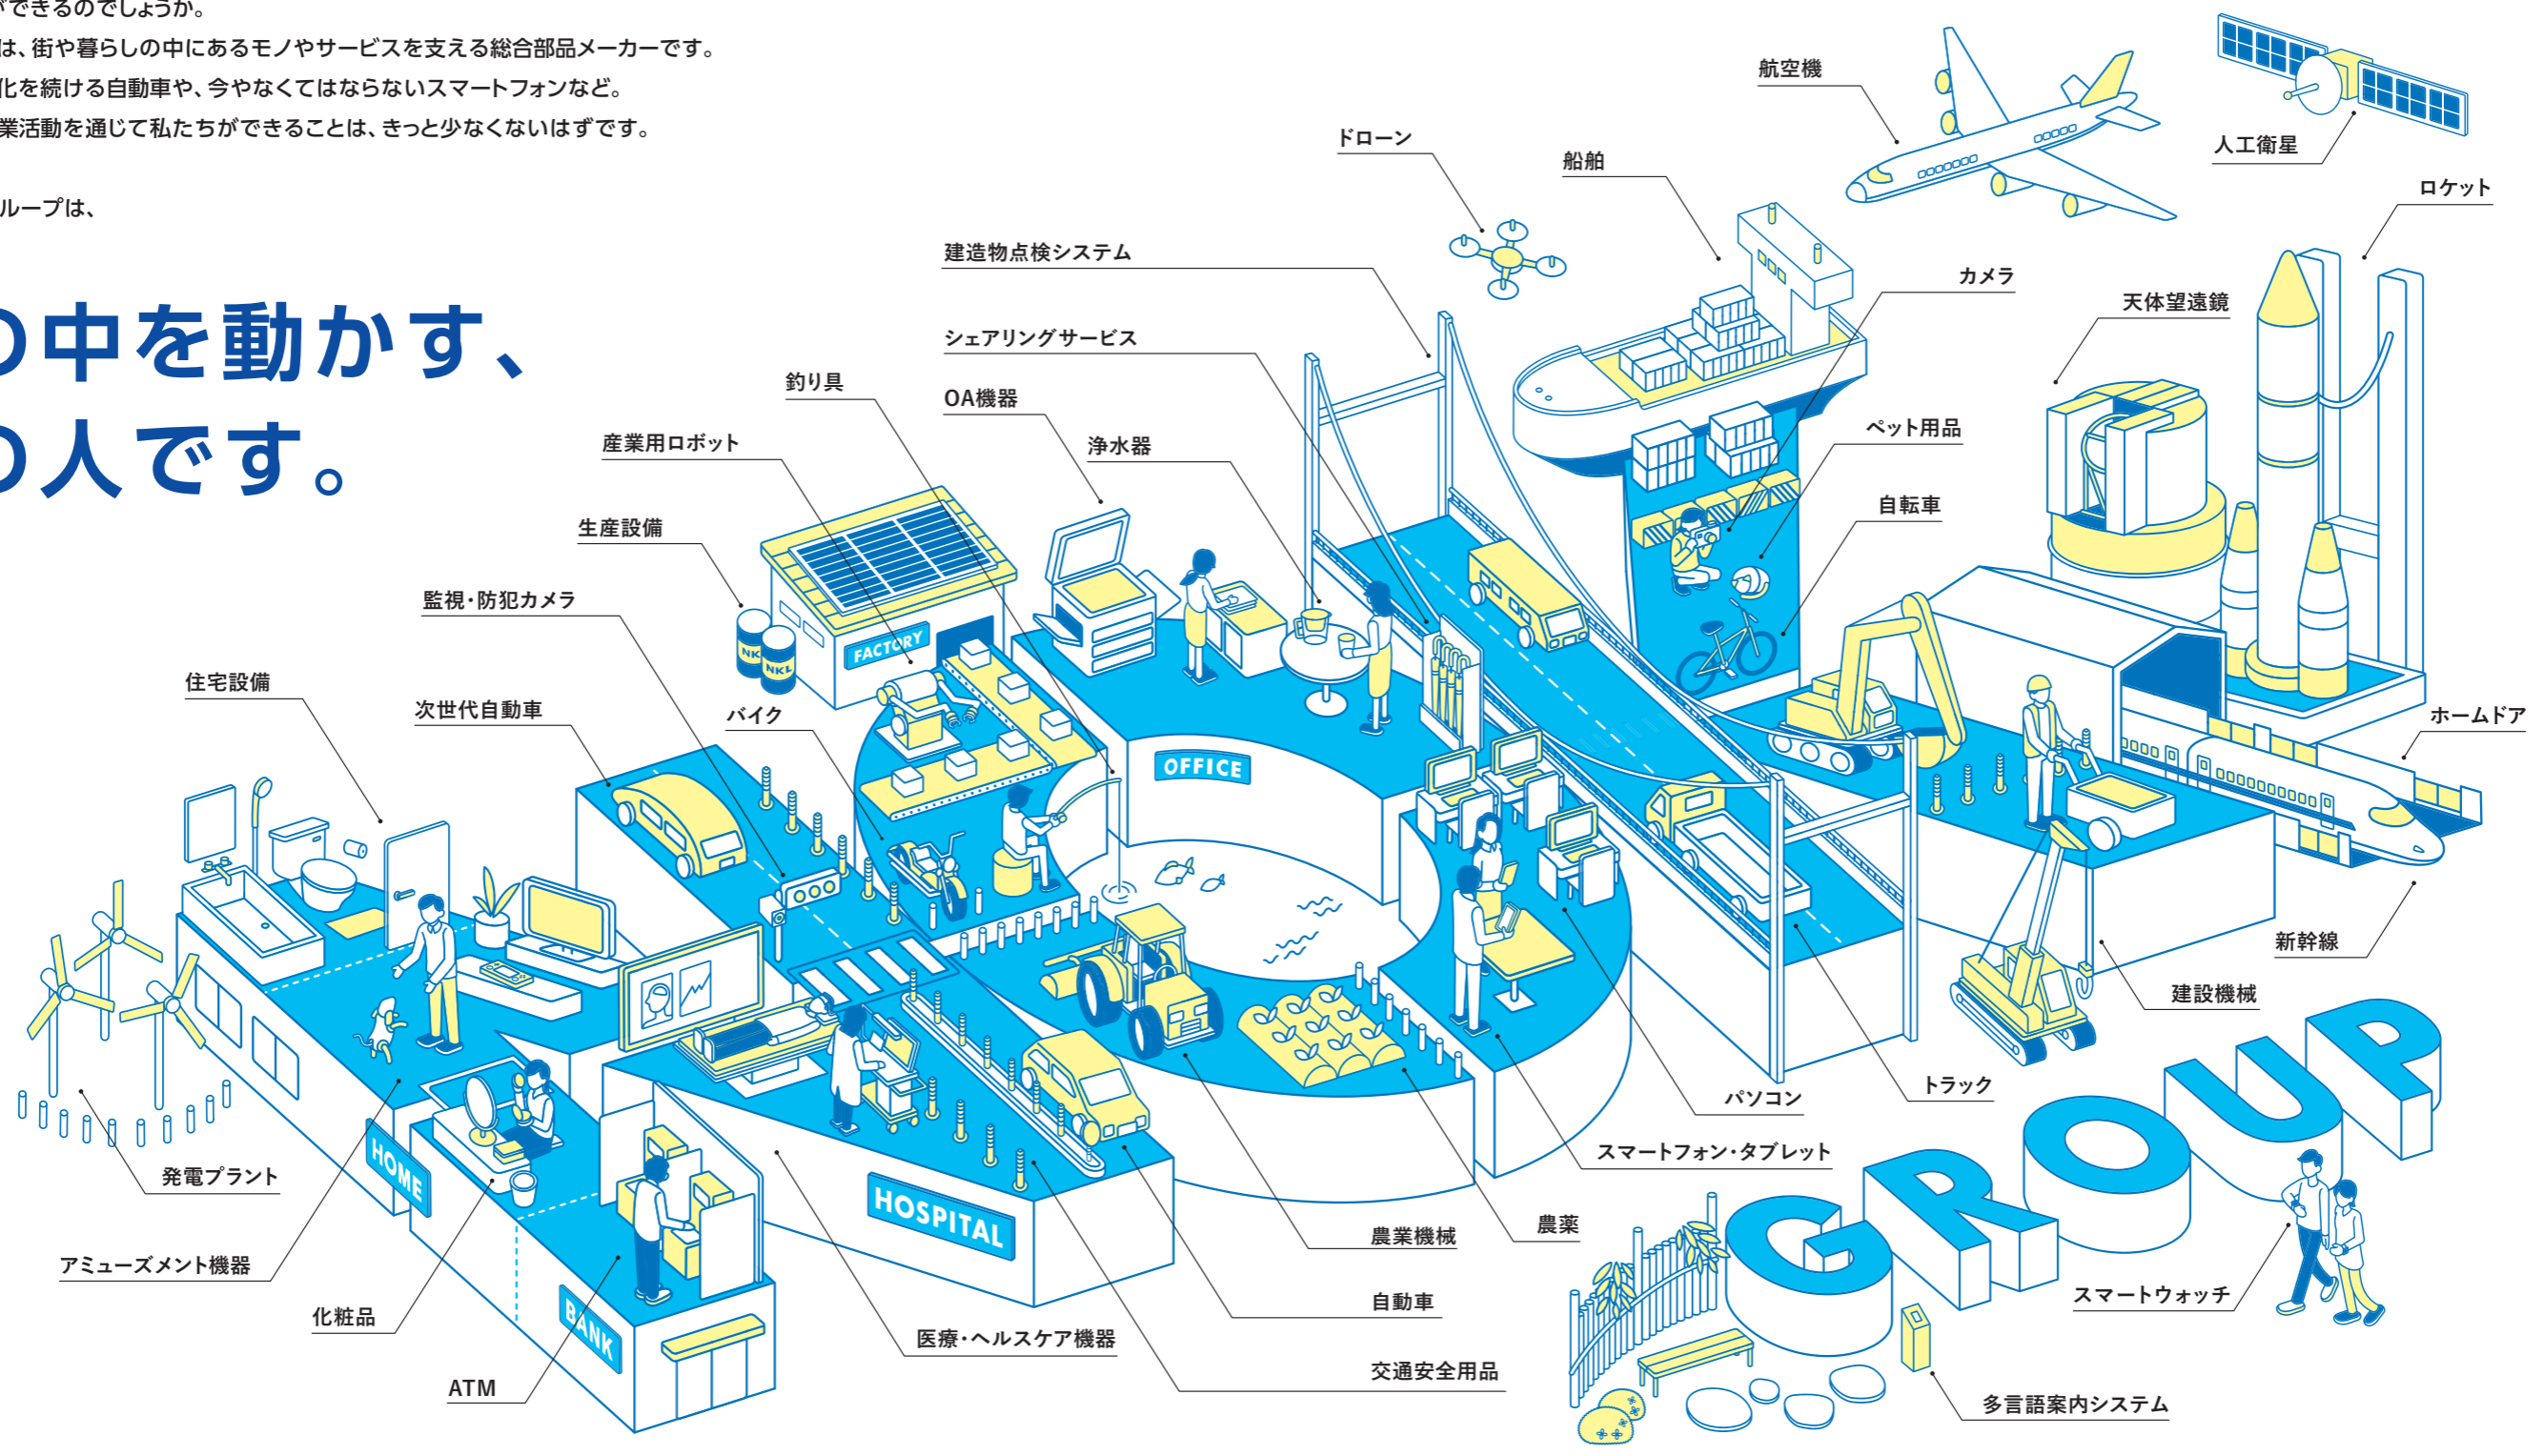 ができるのでしょうか。
は、街や暮らしの中にあるモノやサービスを支える総合部品メーカーです。
化を続ける自動車や、今やなくてはならないスマートフォンなど。
業活動を通じて私たちができることは、きっと少なくないはずです。
ループは、
の中を動かす、
の人です。
航空機
人工衛星
ドローン
船舶
ロケット
建造物点検システム
カメラ
天体望遠鏡
シェアリングサービス
釣り具
OA機器
ペット用品
産業用ロボット
浄水器
自転車
生産設備
監視・防犯カメラ
FACTORY
NKL
NKL
住宅設備
次世代自動車
バイク
ホームドア
OFFICE
新幹線
建設機械
トラック
パソコン
スマートフォン・タブレット
発電プラント
HOME
HOSPITAL
農薬
農業機械
アミューズメント機器
GROUP
スマートウォッチ
化粧品
BANK
自動車
医療・ヘルスケア機器
交通安全用品
ATM
多言語案内システム